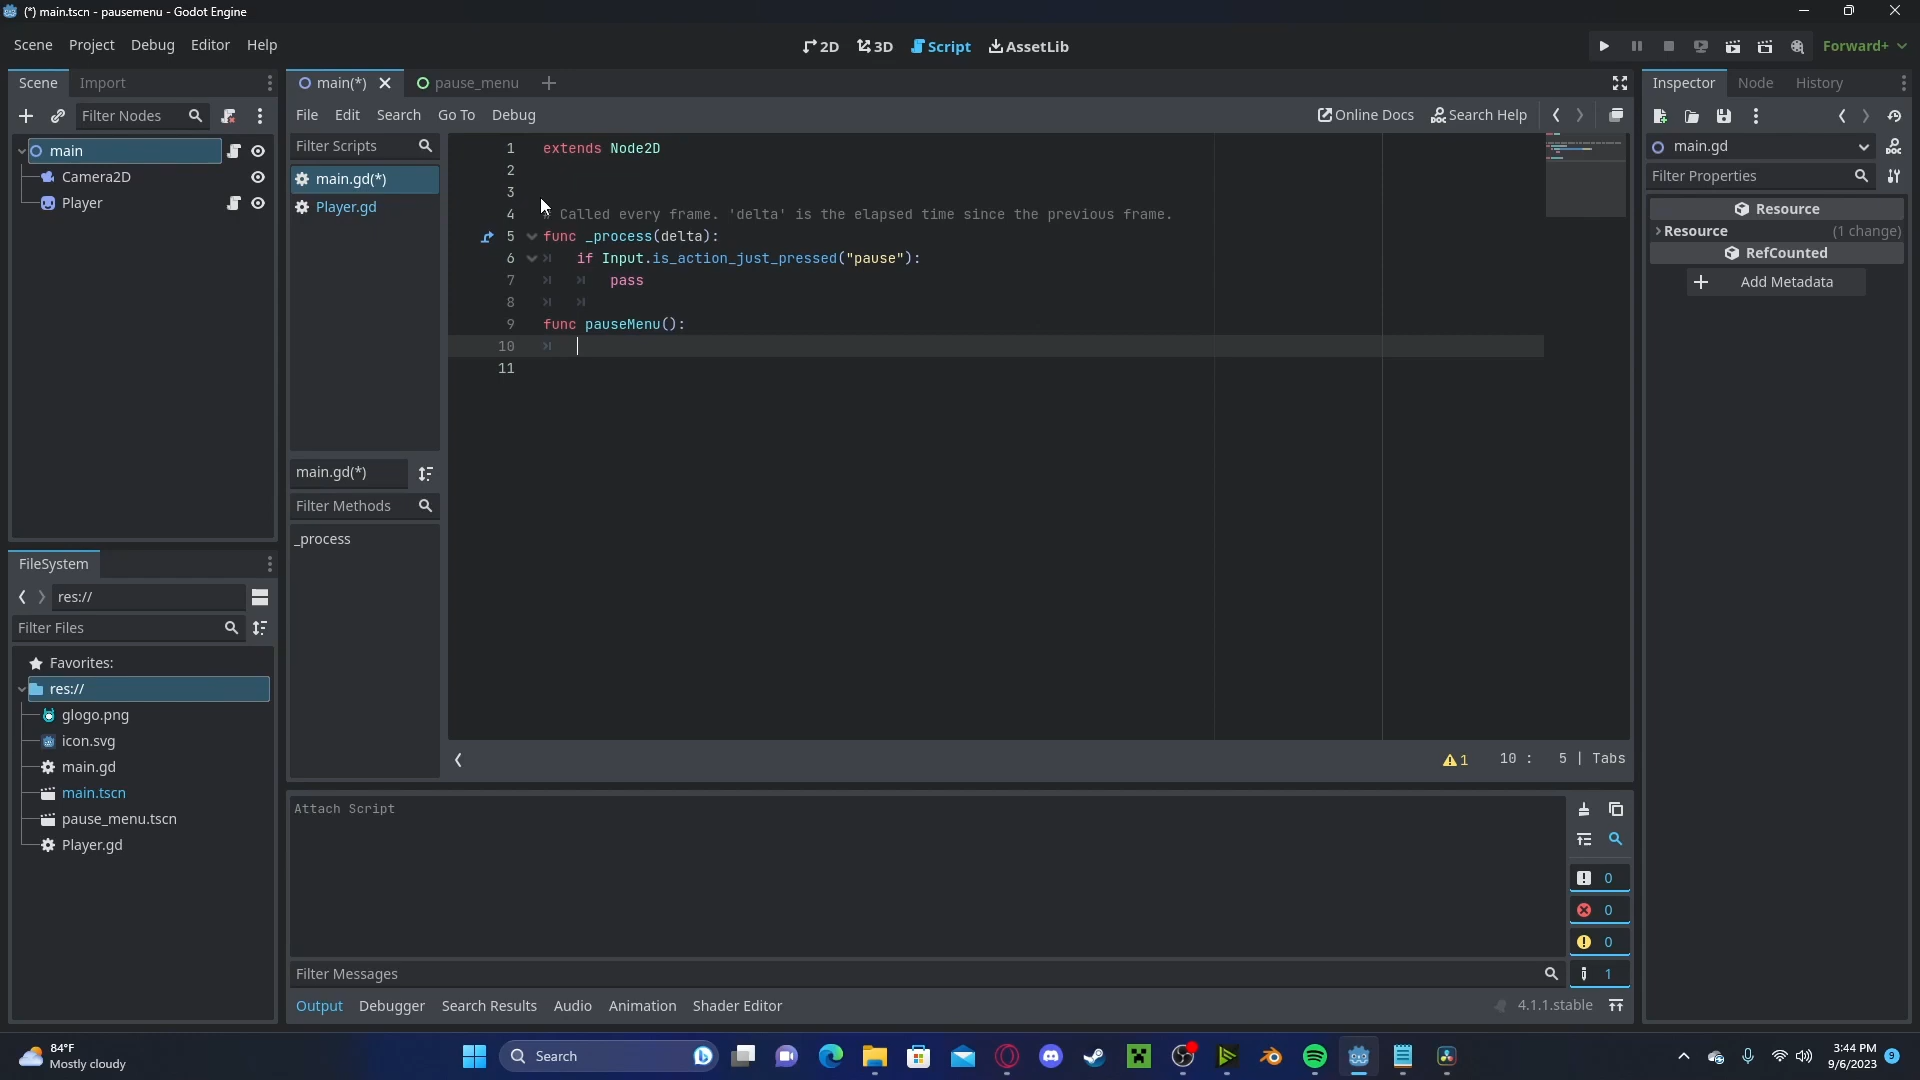 (*) main.tscn - pausemenu - Godot Engine
Scene Project Debug Editor Help
2D 3D Script AssetLib
Forward+
Scene Import
main(*) pause_menu
Inspector Node History
Filter Nodes
File Edit Search Go To Debug
Online Docs Search Help
main
Camera2D
Player
Filter Scripts
main.gd(*)
Player.gd
main.gd(*)
Filter Methods
_process
1 extends Node2D
2
3
4 # Called every frame. 'delta' is the elapsed time since the previous frame.
5 func _process(delta):
6 if Input.is_action_just_pressed("pause"):
7 pass
8
9 func pauseMenu():
10
11
1 10 : 5 | Tabs
main.gd
Filter Properties
Resource
Resource (1 change)
RefCounted
Add Metadata
FileSystem
res://
Filter Files
Favorites:
res://
glogo.png
icon.svg
main.gd
main.tscn
pause_menu.tscn
Player.gd
Attach Script
0
0
0
1
Filter Messages
Output Debugger Search Results Audio Animation Shader Editor
4.1.1.stable
84°F
Mostly cloudy
Search
3:44 PM
9/6/2023
9